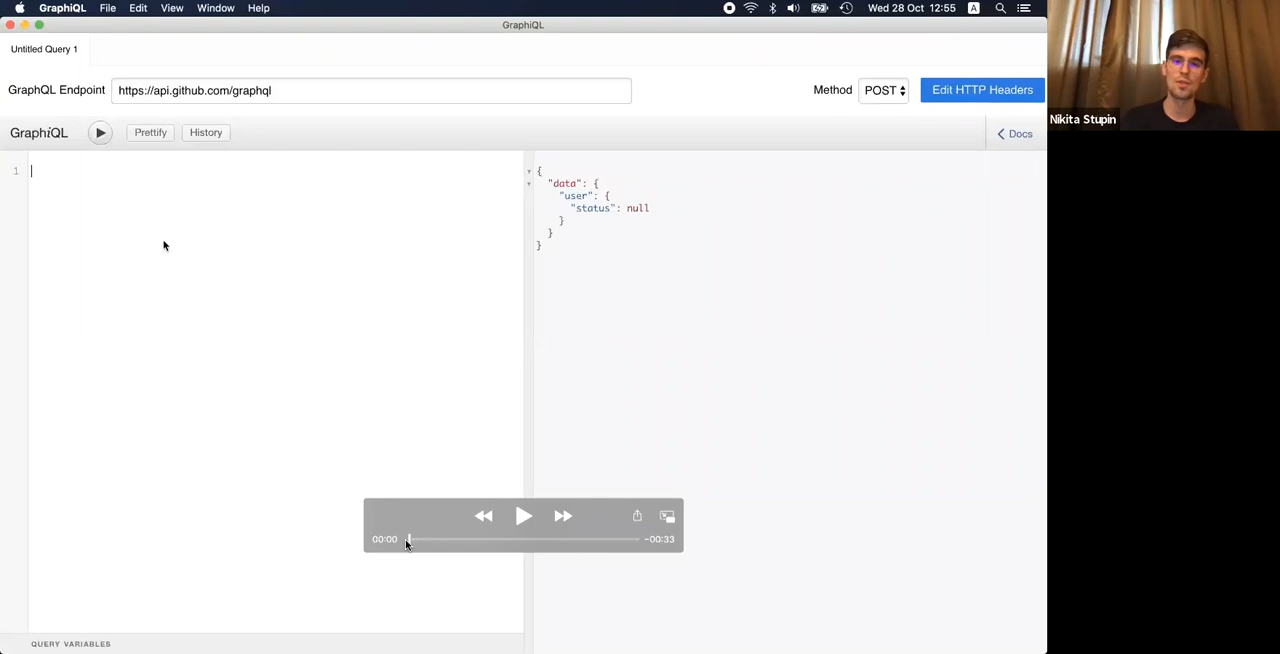 GraphiQL File Edit View Window Help Wed 28 Oct 12:55 A
GraphiQL
Untitled Query 1
GraphQL Endpoint https://api.github.com/graphql Method POST Edit HTTP Headers
GraphiQL Prettify History Docs
Nikita Stupin
1
{
"data": {
"user": {
"status": null
}
}
}
00:00 -00:33
QUERY VARIABLES